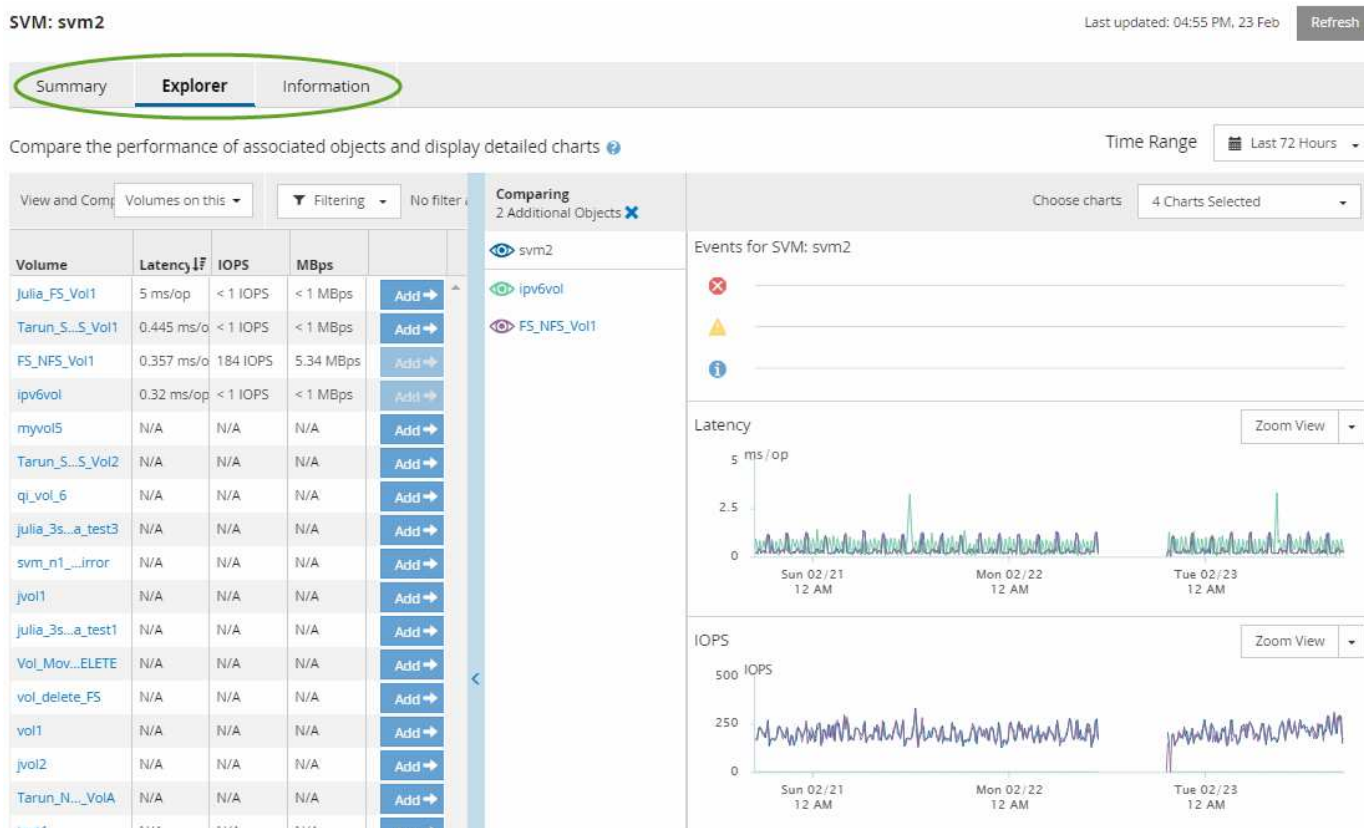 SVM: svm2
Last updated: 04:55 PM, 23 Feb Refresh
Summary Explorer Information
Compare the performance of associated objects and display detailed charts ?
Time Range Last 72 Hours
View and Comp Volumes on this Filtering No filter
Comparing
2 Additional Objects
Choose charts 4 Charts Selected
Volume Latency IOPS MBps
Julia_FS_Vol1 5 ms/op < 1 IOPS < 1 MBps Add
Tarun_S...S_Vol1 0.445 ms/o < 1 IOPS < 1 MBps Add
FS_NFS_Vol1 0.357 ms/o 184 IOPS 5.34 MBps Add
ipv6vol 0.32 ms/op < 1 IOPS < 1 MBps Add
myvol5 N/A N/A N/A Add
Tarun_S...S_Vol2 N/A N/A N/A Add
qi_vol_6 N/A N/A N/A Add
julia_3s...a_test3 N/A N/A N/A Add
svm_n1_...irror N/A N/A N/A Add
jvol1 N/A N/A N/A Add
julia_3s...a_test1 N/A N/A N/A Add
Vol_Mov...ELETE N/A N/A N/A Add
vol_delete_FS N/A N/A N/A Add
vol1 N/A N/A N/A Add
jvol2 N/A N/A N/A Add
Tarun_N..._VolA N/A N/A N/A Add
svm2
ipv6vol
FS_NFS_Vol1
Events for SVM: svm2
Latency Zoom View
5 ms/op
2.5
0
Sun 02/21 Mon 02/22 Tue 02/23
12 AM 12 AM 12 AM
IOPS Zoom View
500 IOPS
250
0
Sun 02/21 Mon 02/22 Tue 02/23
12 AM 12 AM 12 AM